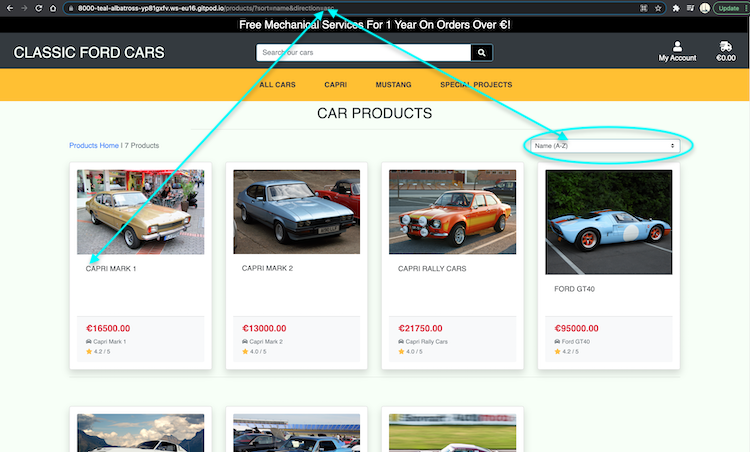 8000-teal-albatross-yp81gxfv.ws-eu16.gitpod.io/products/?sort=name&direction=asc
Update
Free Mechanical Services For 1 Year On Orders Over €!
CLASSIC FORD CARS
Search our cars
My Account
€0.00
ALL CARS
CAPRI
MUSTANG
SPECIAL PROJECTS
CAR PRODUCTS
Products Home | 7 Products
Name (A-Z)
CAPRI MARK 1
CAPRI MARK 2
CAPRI RALLY CARS
FORD GT40
€16500.00
€13000.00
€21750.00
€95000.00
Capri Mark 1
Capri Mark 2
Capri Rally Cars
Ford GT40
4.2 / 5
4.0 / 5
4.0 / 5
4.2 / 5